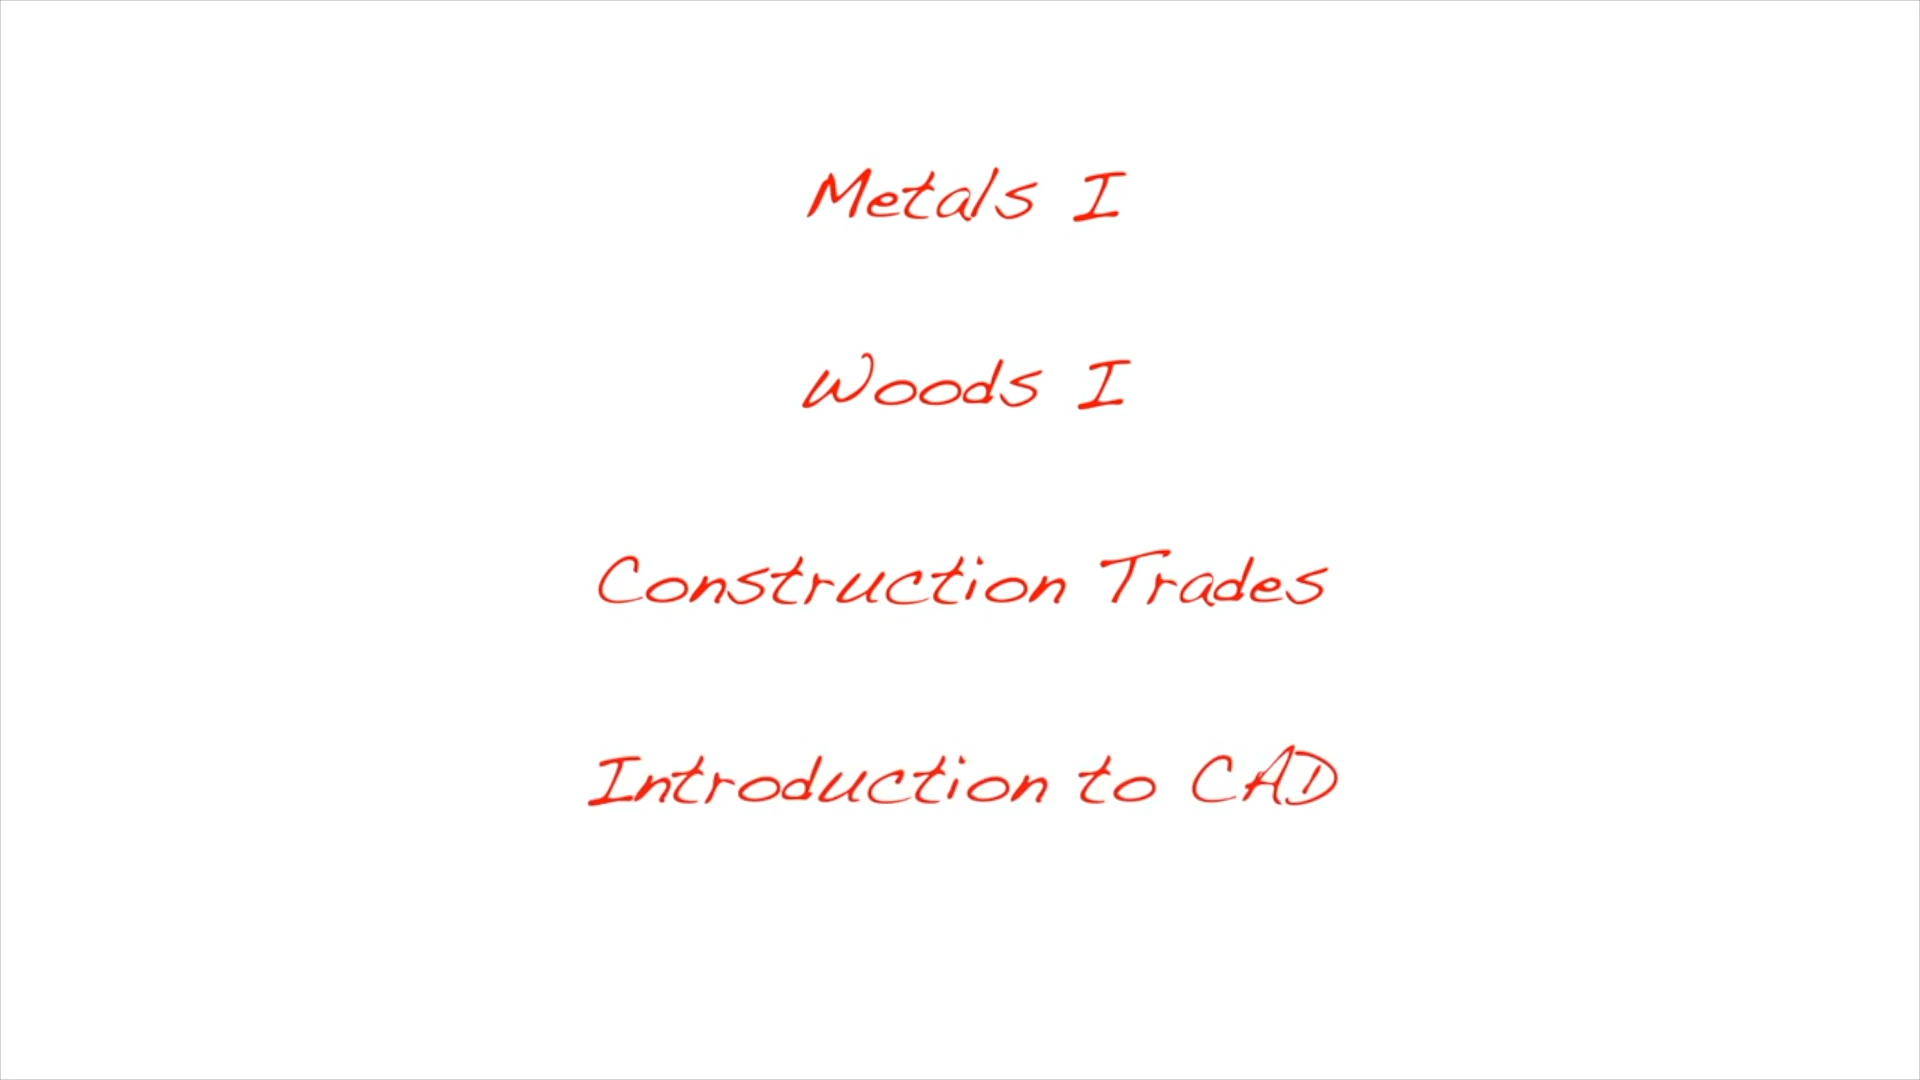 Metals I
Woods I
Construction Trades
Introduction to CAD